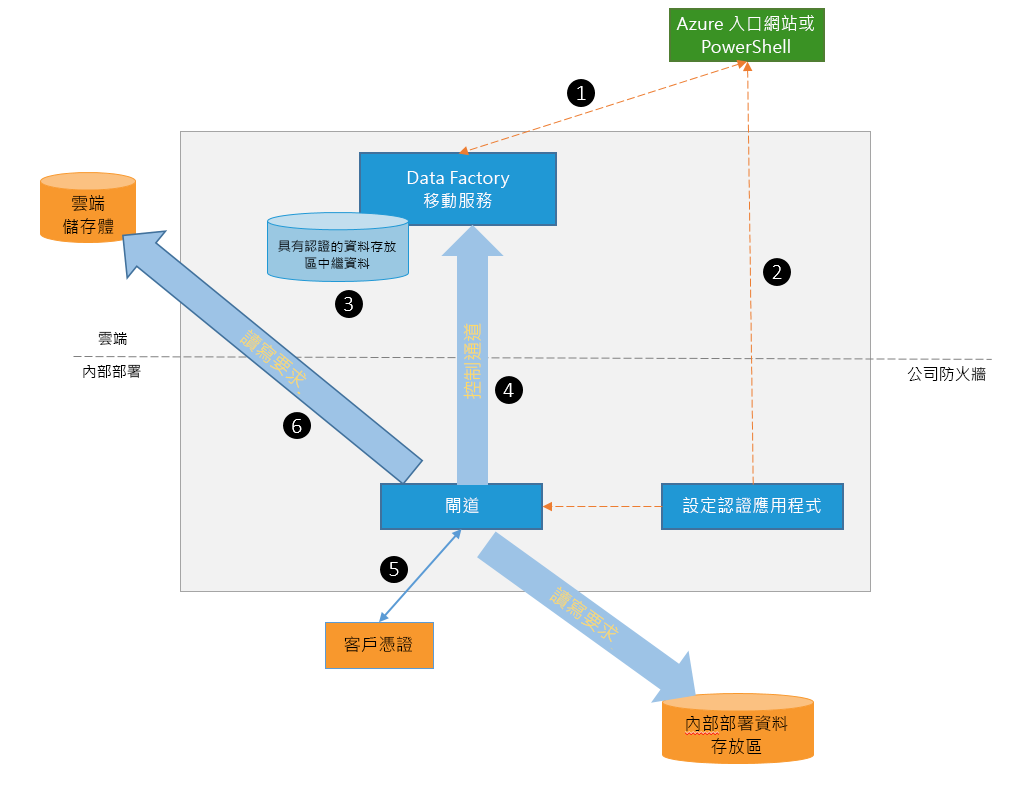 Azure 入口網站或
PowerShell
1
Data Factory
移動服務
雲端
儲存體
具有認證的資料存放
區中繼資料
2
3
雲端
讀寫要求
控制通道
內部部署
公司防火牆
4
6
閘道
設定認證應用程式
5
讀寫要求
客戶憑證
內部部署資料
存放區